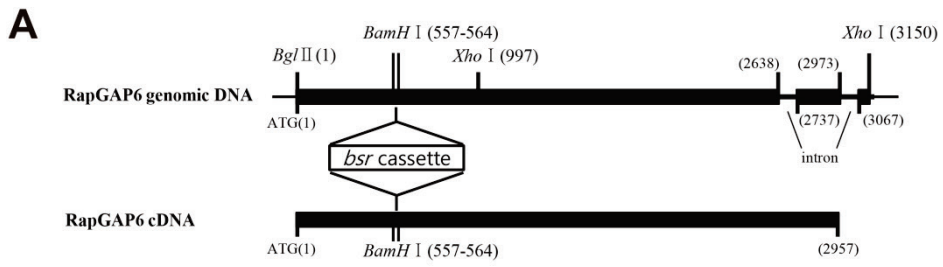 A
BamH I (557-564)
Xho I (3150)
Bgl II (1)
Xho I (997)
(2638)
(2973)
RapGAP6 genomic DNA
ATG(1)
(2737)
(3067)
intron
bsr cassette
RapGAP6 cDNA
ATG(1)
BamH I (557-564)
(2957)